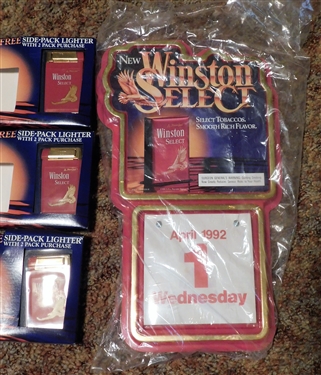 FREE SIDE-PACK LIGHTER
WITH 2 PACK PURCHASE
Winston
SELECT
FREE SIDE-PACK LIGHTER
WITH 2 PACK PURCHASE
Winston
SELECT
FREE SIDE-PACK LIGHTER
WITH 2 PACK PURCHASE
NEW
Winston
SELECT
SELECT TOBACCOS.
SMOOTH RICH FLAVOR.
Winston
SELECT
April 1992
1
Wednesday